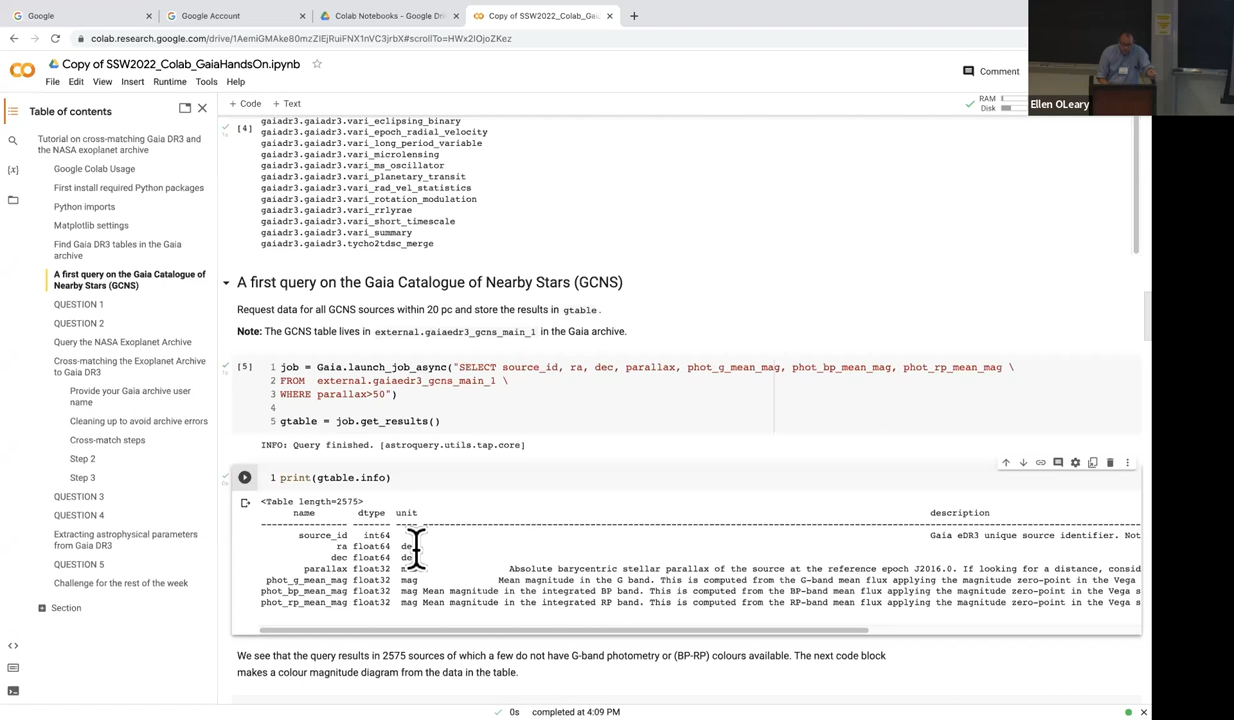 Google
Google Account
Colab Notebooks - Google Dri
Copy of SSW2022_Colab_Gai
colab.research.google.com/drive/1AemiGMAke80mzZIEjRuiFNX1nVC3jrbX#scrollTo=HWx2IOjoZKez
Copy of SSW2022_Colab_GaiaHandsOn.ipynb
File Edit View Insert Runtime Tools Help
Comment
Ellen OLeary
Table of contents
+ Code + Text
RAM
Disk
Tutorial on cross-matching Gaia DR3 and
the NASA exoplanet archive
Google Colab Usage
First install required Python packages
Python imports
Matplotlib settings
Find Gaia DR3 tables in the Gaia
archive
A first query on the Gaia Catalogue of
Nearby Stars (GCNS)
QUESTION 1
QUESTION 2
Query the NASA Exoplanet Archive
Cross-matching the Exoplanet Archive
to Gaia DR3
Provide your Gaia archive user
name
Cleaning up to avoid archive errors
Cross-match steps
Step 2
Step 3
QUESTION 3
QUESTION 4
Extracting astrophysical parameters
from Gaia DR3
QUESTION 5
Challenge for the rest of the week
Section
[4]
gaiadr3.gaiadr3.vari_eclipsing_binary
gaiadr3.gaiadr3.vari_epoch_radial_velocity
gaiadr3.gaiadr3.vari_long_period_variable
gaiadr3.gaiadr3.vari_microlensing
gaiadr3.gaiadr3.vari_ms_oscillator
gaiadr3.gaiadr3.vari_planetary_transit
gaiadr3.gaiadr3.vari_rad_vel_statistics
gaiadr3.gaiadr3.vari_rotation_modulation
gaiadr3.gaiadr3.vari_rrlyrae
gaiadr3.gaiadr3.vari_short_timescale
gaiadr3.gaiadr3.vari_summary
gaiadr3.gaiadr3.tycho2tdsc_merge
A first query on the Gaia Catalogue of Nearby Stars (GCNS)
Request data for all GCNS sources within 20 pc and store the results in gtable.
Note: The GCNS table lives in external.gaiaedr3_gcns_main_1 in the Gaia archive.
[5]
1 job = Gaia.launch_job_async("SELECT source_id, ra, dec, parallax, phot_g_mean_mag, phot_bp_mean_mag, phot_rp_mean_mag \
2 FROM external.gaiaedr3_gcns_main_1 \
3 WHERE parallax>50")
4
5 gtable = job.get_results()
INFO: Query finished. [astroquery.utils.tap.core]
1 print(gtable.info)
<Table length=2575>
name dtype unit description
source_id int64 Gaia eDR3 unique source identifier. Not
ra float64 de
dec float64 de
parallax float32 Absolute barycentric stellar parallax of the source at the reference epoch J2016.0. If looking for a distance, consid
phot_g_mean_mag float32 mag Mean magnitude in the G band. This is computed from the G-band mean flux applying the magnitude zero-point in the Vega s
phot_bp_mean_mag float32 mag Mean magnitude in the integrated BP band. This is computed from the BP-band mean flux applying the magnitude zero-point in the Vega s
phot_rp_mean_mag float32 mag Mean magnitude in the integrated RP band. This is computed from the RP-band mean flux applying the magnitude zero-point in the Vega s
We see that the query results in 2575 sources of which a few do not have G-band photometry or (BP-RP) colours available. The next code block
makes a colour magnitude diagram from the data in the table.
0s completed at 4:09 PM